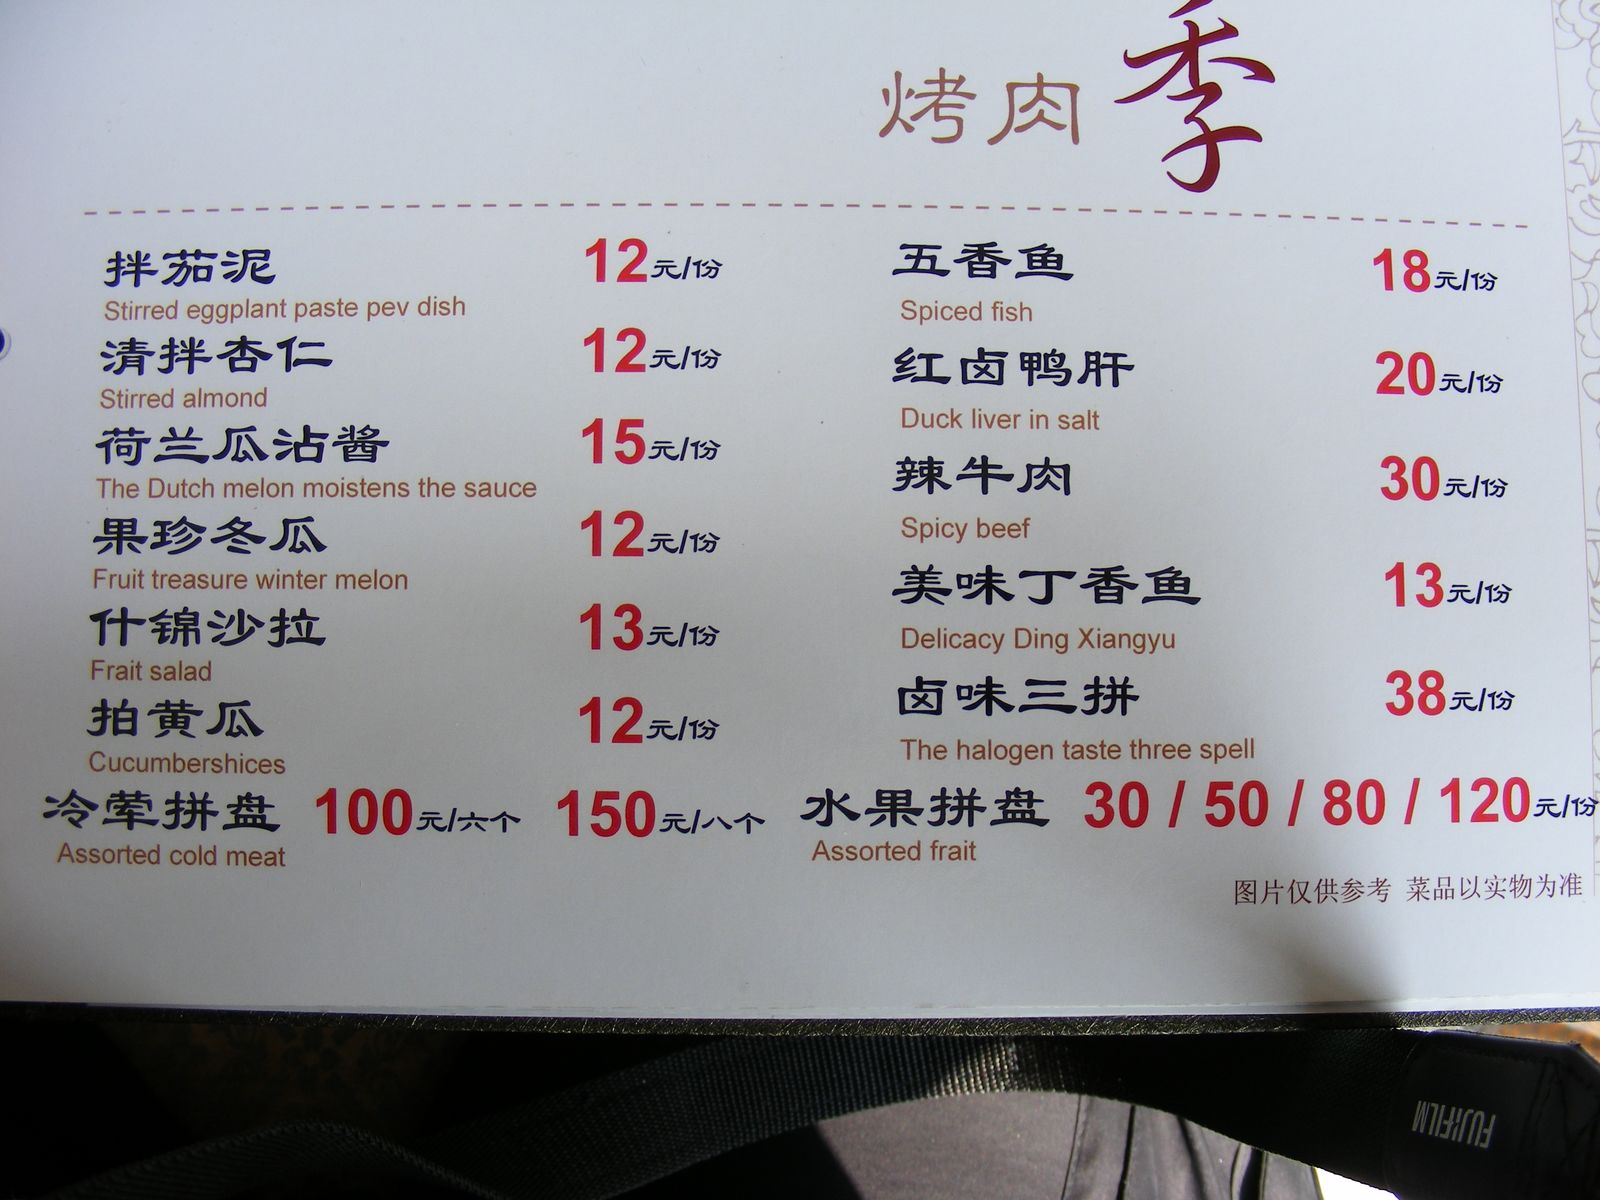 烤肉季
拌茄泥 12元/份
Stirred eggplant paste pev dish
清拌杏仁 12元/份
Stirred almond
荷兰瓜沾酱 15元/份
The Dutch melon moistens the sauce
果珍冬瓜 12元/份
Fruit treasure winter melon
什锦沙拉 13元/份
Frait salad
拍黄瓜 12元/份
Cucumbershices
五香鱼 18元/份
Spiced fish
红卤鸭肝 20元/份
Duck liver in salt
辣牛肉 30元/份
Spicy beef
美味丁香鱼 13元/份
Delicacy Ding Xiangyu
卤味三拼 38元/份
The halogen taste three spell
冷荤拼盘 100元/六个 150元/八个
Assorted cold meat
水果拼盘 30 / 50 / 80 / 120元/份
Assorted frait
图片仅供参考 菜品以实物为准
FUJIFILM